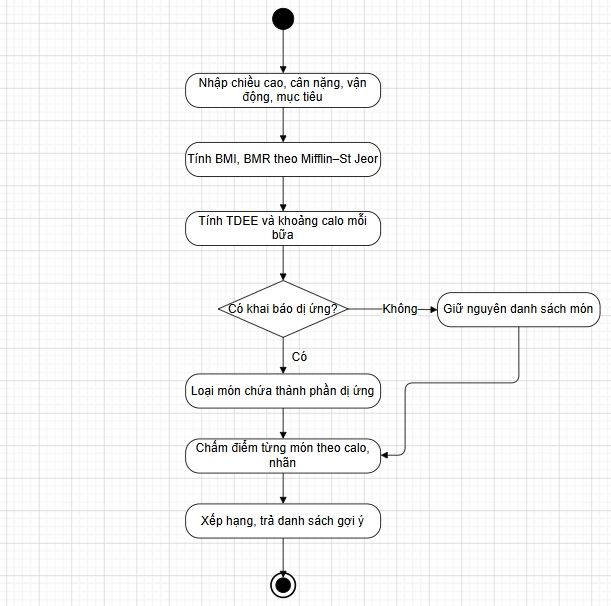 Nhập chiều cao, cân nặng, vận
động, mục tiêu
Tính BMI, BMR theo Mifflin–St Jeor
Tính TDEE và khoảng calo mỗi
bữa
Có khai báo dị ứng?
Không
Giữ nguyên danh sách món
Có
Loại món chứa thành phần dị ứng
Chấm điểm từng món theo calo,
nhãn
Xếp hạng, trả danh sách gợi ý